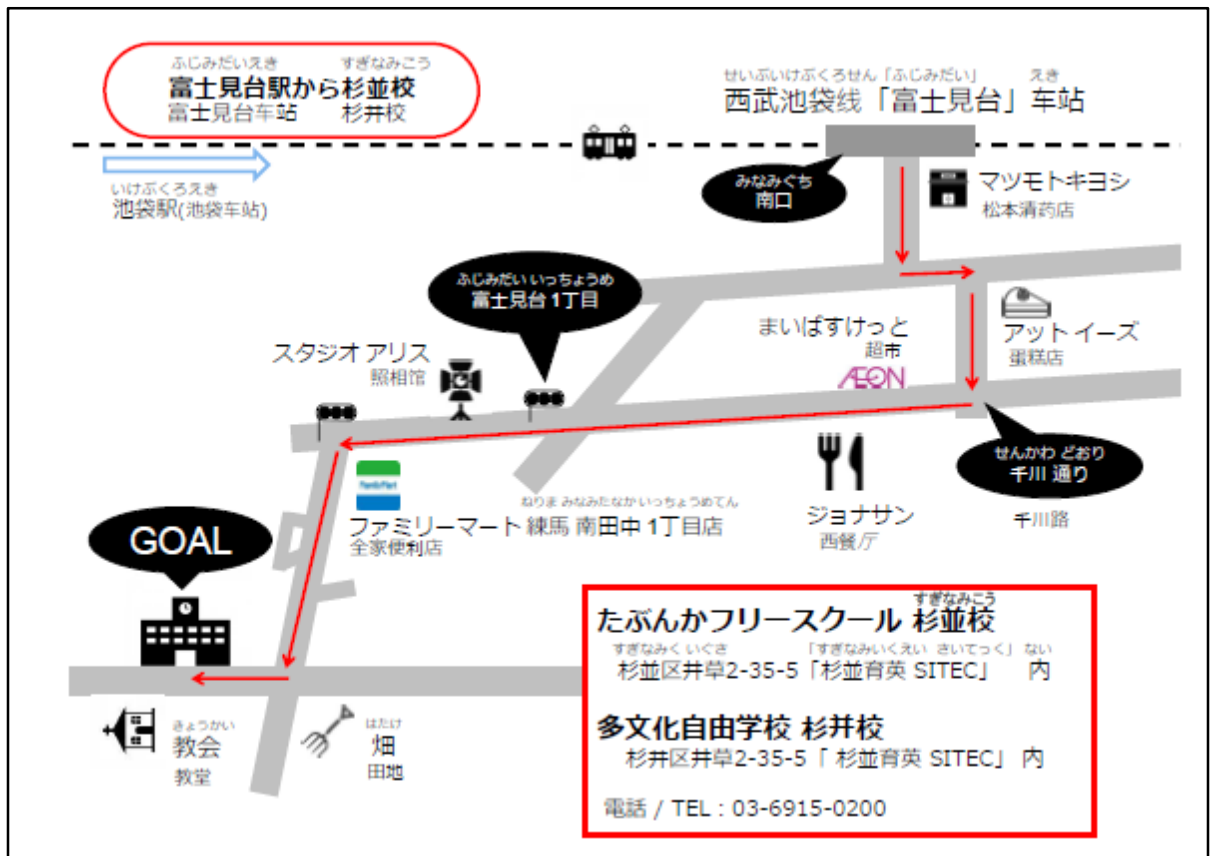 ふじみだいえき すぎなみこう
富士見台駅から杉並校
富士見台车站 杉井校
せいぶいけぶくろせん「ふじみだい」 えき
西武池袋线「富士見台」车站
いけぶくろえき
池袋駅(池袋车站)
みなみぐち
南口
マツモトキヨシ
松本清药店
ふじみだい いっちょうめ
富士見台 1丁目
まいばすけっと
超市
ÆON
アット イーズ
蛋糕店
スタジオ アリス
照相馆
せんかわ どおり
千川 通り
千川路
FamilyMart
ねりま みなみたなか いっちょうめてん
ファミリーマート 練馬 南田中 1丁目店
全家便利店
ジョナサン
西餐厅
GOAL
きょうかい
教会
教堂
はたけ
畑
田地
すぎなみこう
たぶんかフリースクール 杉並校
すぎなみく いぐさ 「すぎなみいくえい さいてっく」 ない
杉並区井草2-35-5「杉並育英 SITEC」 内
多文化自由学校 杉并校
杉井区井草2-35-5「 杉並育英 SITEC」 内
電話 / TEL : 03-6915-0200